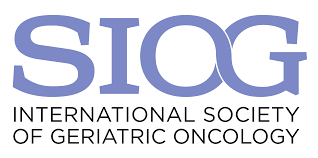 SIOG
INTERNATIONAL SOCIETY
OF GERIATRIC ONCOLOGY